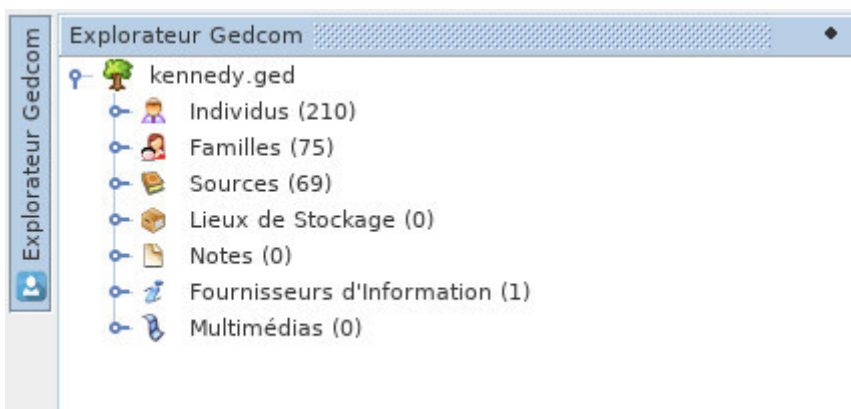 Explorateur Gedcom
Explorateur Gedcom
kennedy.ged
Individus (210)
Familles (75)
Sources (69)
Lieux de Stockage (0)
Notes (0)
Fournisseurs d'Information (1)
Multimédias (0)